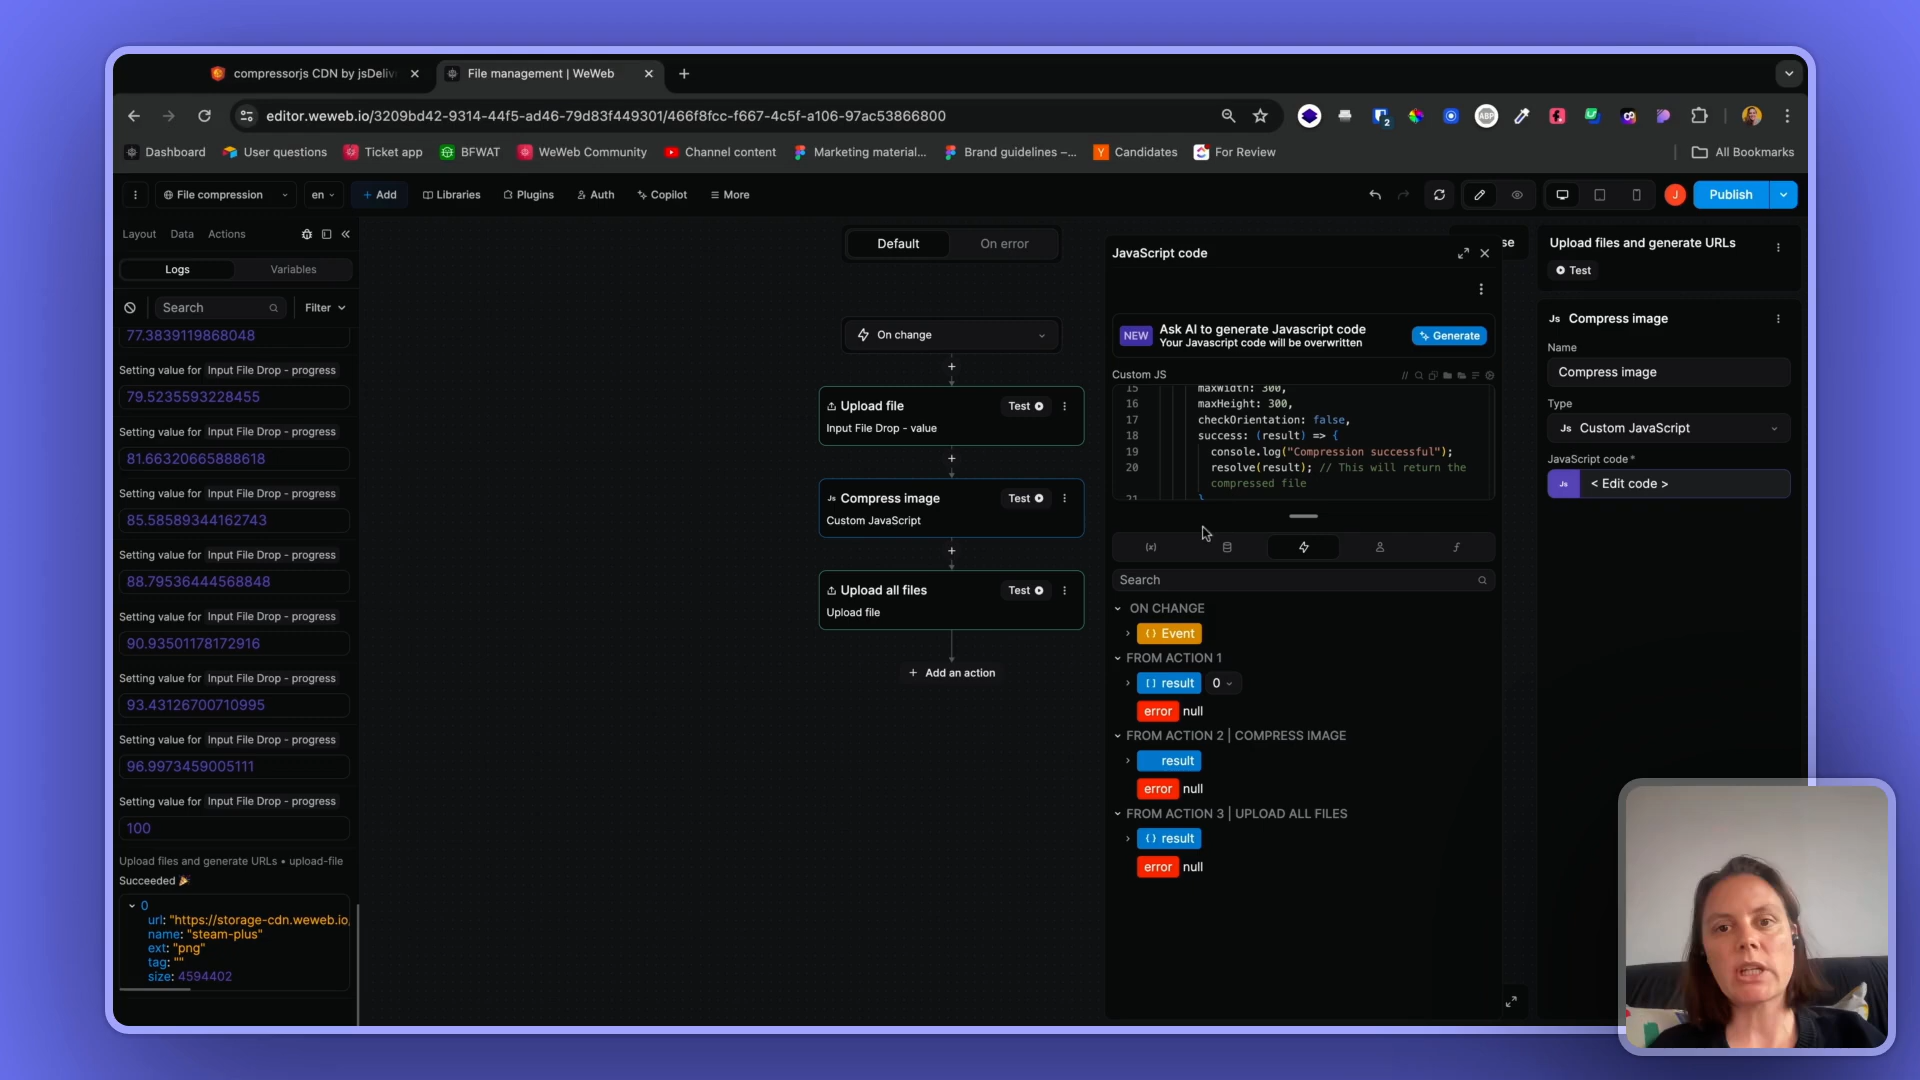 compressorjs CDN by jsDeliv
File management | WeWeb
editor.weweb.io/3209bd42-9314-44f5-ad46-79d83f449301/466f8fcc-f667-4c5f-a106-97ac53866800
Dashboard
User questions
Ticket app
BFWAT
WeWeb Community
Channel content
Marketing material...
Brand guidelines –...
Candidates
For Review
All Bookmarks
File compression
en
+ Add
Libraries
Plugins
Auth
Copilot
More
J
Publish
Layout
Data
Actions
Logs
Variables
Search
Filter
77.3839119868048
Setting value for Input File Drop - progress
79.5235593228455
Setting value for Input File Drop - progress
81.66320665888618
Setting value for Input File Drop - progress
85.58589344162743
Setting value for Input File Drop - progress
88.79536444568848
Setting value for Input File Drop - progress
90.93501178172916
Setting value for Input File Drop - progress
93.43126700710995
Setting value for Input File Drop - progress
96.9973459005111
Setting value for Input File Drop - progress
100
Upload files and generate URLs • upload-file
Succeeded 🎉
0
url: "https://storage-cdn.weweb.io,
name: "steam-plus"
ext: "png"
tag: ""
size: 4594402
Default
On error
On change
Upload file
Test
Input File Drop - value
Js Compress image
Test
Custom JavaScript
Upload all files
Test
Upload file
+ Add an action
se
JavaScript code
NEW
Ask AI to generate Javascript code
Your Javascript code will be overwritten
Generate
Custom JS
15 maxWidth: 300,
16 maxHeight: 300,
17 checkOrientation: false,
18 success: (result) => {
19 console.log("Compression successful");
20 resolve(result); // This will return the
compressed file
21 }
Search
ON CHANGE
{} Event
FROM ACTION 1
[] result 0
error null
FROM ACTION 2 | COMPRESS IMAGE
result
error null
FROM ACTION 3 | UPLOAD ALL FILES
{} result
error null
Upload files and generate URLs
Test
Js Compress image
Name
Compress image
Type
Js Custom JavaScript
JavaScript code*
Js < Edit code >